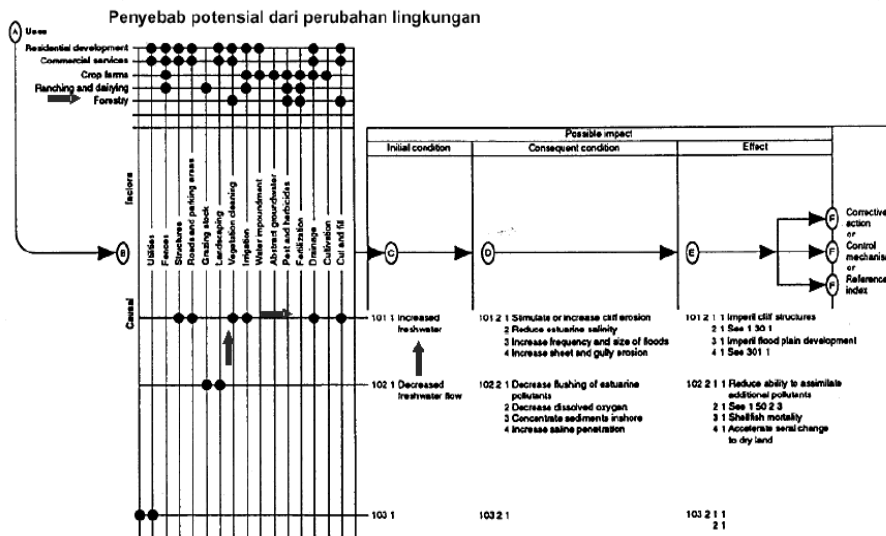 Penyebab potensial dari perubahan lingkungan
A Uses
Residential development
Commercial services
Crop farms
Ranching and dairying
Forestry
Possible impact
Initial condition
Consequent condition
Effect
factors
Causal
B
Utilities
Fences
Structures
Roads and parking areas
Grazing stock
Landscaping
Vegetation cleaning
Irrigation
Water impoundment
Abstract groundwater
Pest and herbicides
Fertilization
Drainage
Cultivation
Cut and fill
C
D
E
F
F
F
Corrective
action
or
Control
mechanism
or
Reference
index
101 1 Increased
freshwater
101 2 1 Stimulate or increase cliff erosion
2 Reduce estuarine salinity
3 Increase frequency and size of floods
4 Increase sheet and gully erosion
101 2 1 1 Imperil cliff structures
2 1 See 1 30 1
3 1 Imperil flood plain development
4 1 See 301 1
102 1 Decreased
freshwater flow
102 2 1 Decrease flushing of estuarine
pollutants
2 Decrease dissolved oxygen
3 Concentrate sediments inshore
4 Increase saline penetration
102 2 1 1 Reduce ability to assimilate
additional pollutants
2 1 See 1 50 2 3
3 1 Shellfish mortality
4 1 Accelerate seral change
to dry land
103 1
103 2 1
103 2 1 1
2 1